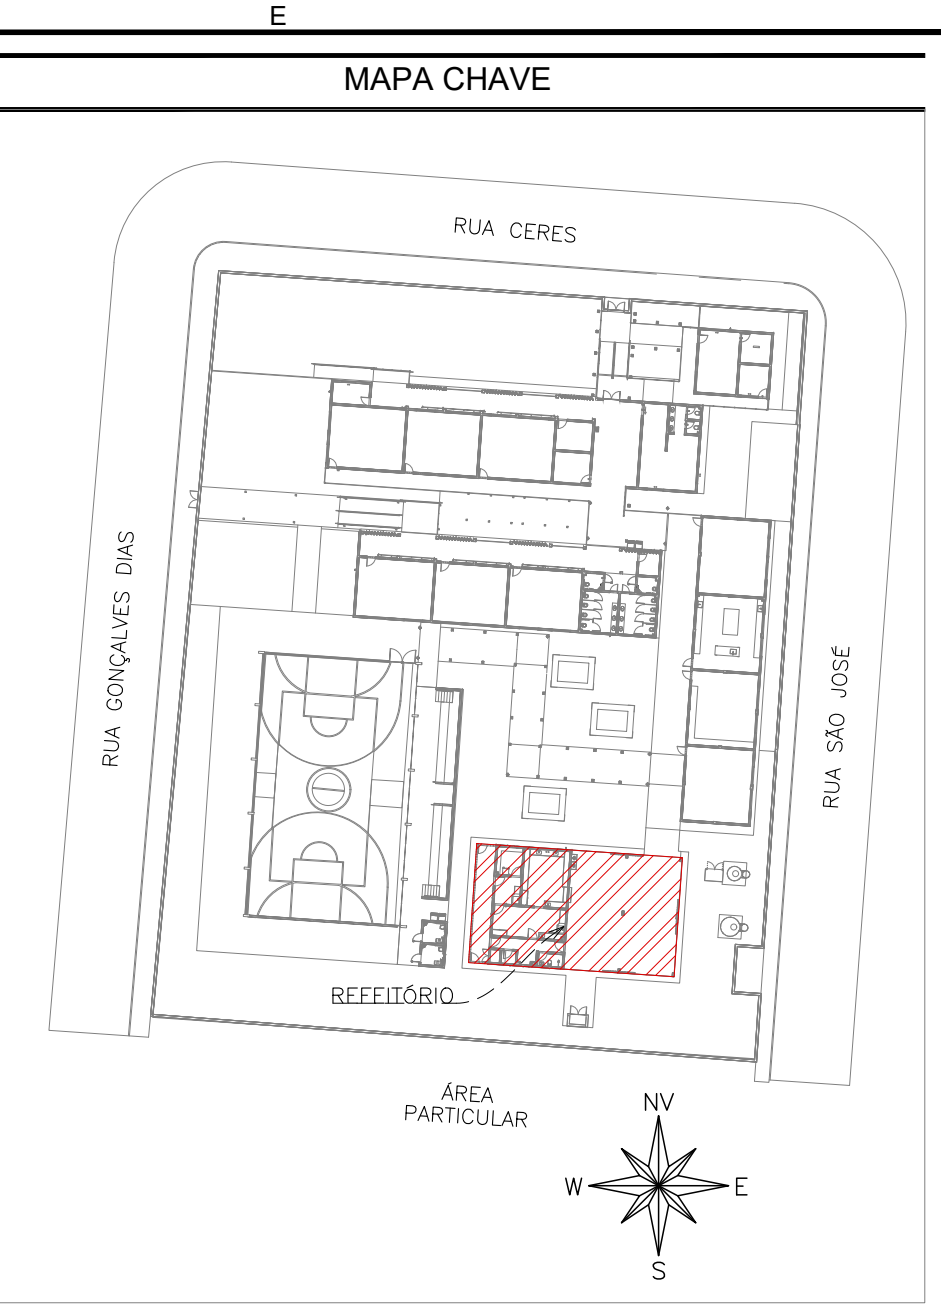 E
MAPA CHAVE
RUA CERES
RUA GONÇALVES DIAS
RUA SÃO JOSÉ
REFEITÓRIO
ÁREA
PARTICULAR
NV
W
E
S